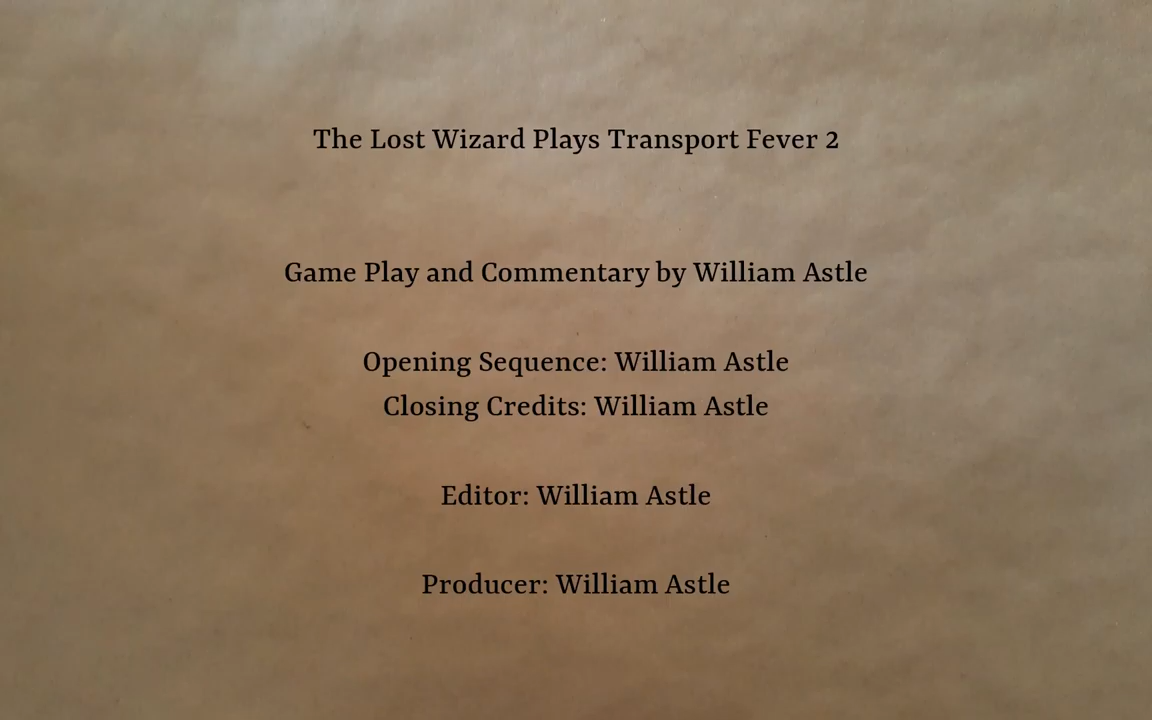 The Lost Wizard Plays Transport Fever 2
Game Play and Commentary by William Astle
Opening Sequence: William Astle
Closing Credits: William Astle
Editor: William Astle
Producer: William Astle